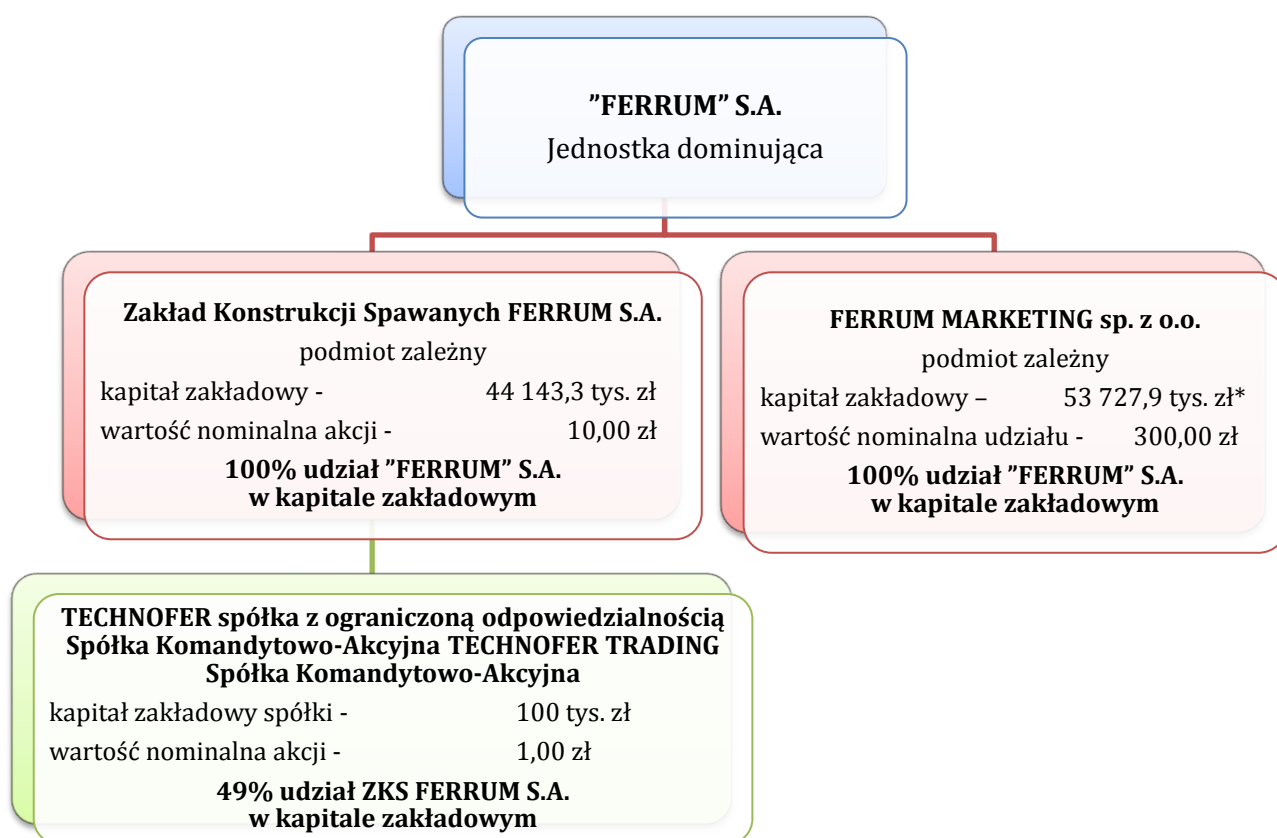 ”FERRUM” S.A.
Jednostka dominująca
Zakład Konstrukcji Spawanych FERRUM S.A.
podmiot zależny
kapitał zakładowy - 44 143,3 tys. zł
wartość nominalna akcji - 10,00 zł
100% udział ”FERRUM” S.A.
w kapitale zakładowym
FERRUM MARKETING sp. z o.o.
podmiot zależny
kapitał zakładowy – 53 727,9 tys. zł*
wartość nominalna udziału - 300,00 zł
100% udział ”FERRUM” S.A.
w kapitale zakładowym
TECHNOFER spółka z ograniczoną odpowiedzialnością
Spółka Komandytowo-Akcyjna TECHNOFER TRADING
Spółka Komandytowo-Akcyjna
kapitał zakładowy spółki - 100 tys. zł
wartość nominalna akcji - 1,00 zł
49% udział ZKS FERRUM S.A.
w kapitale zakładowym